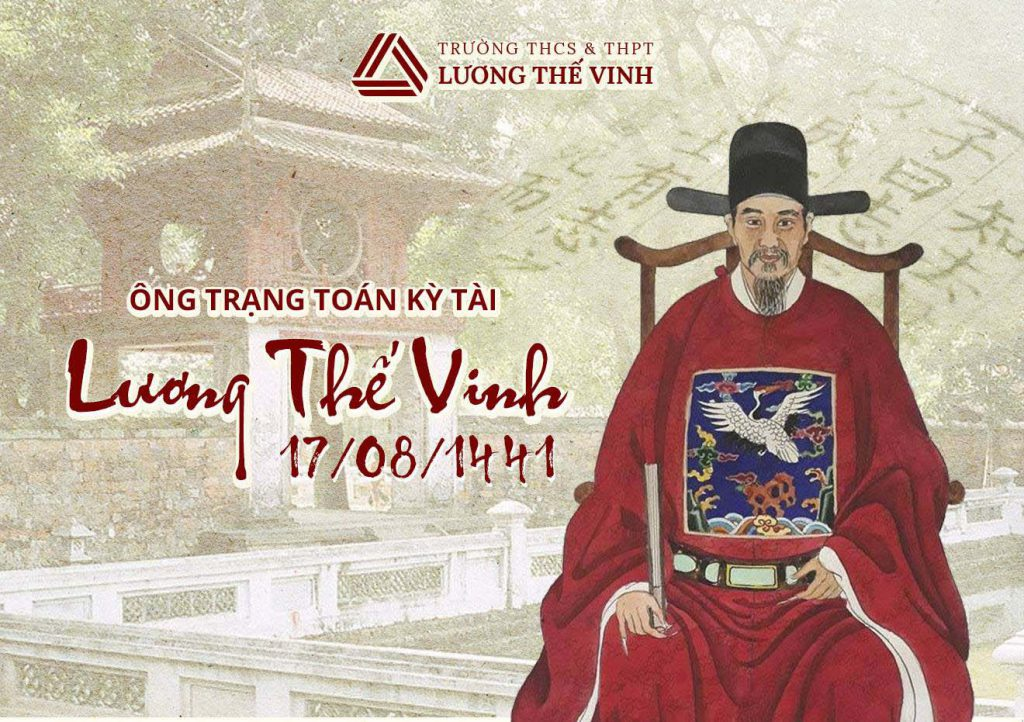 TRƯỜNG THCS & THPT
LƯƠNG THẾ VINH
ÔNG TRẠNG TOÁN KỲ TÀI
Lương Thế Vinh
17/08/1441